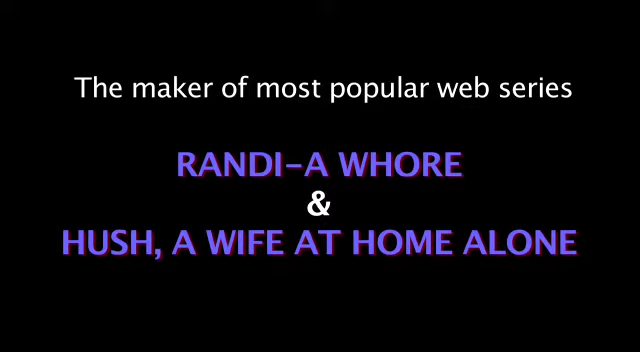 The maker of most popular web series
RANDI-A WHORE
&
HUSH, A WIFE AT HOME ALONE